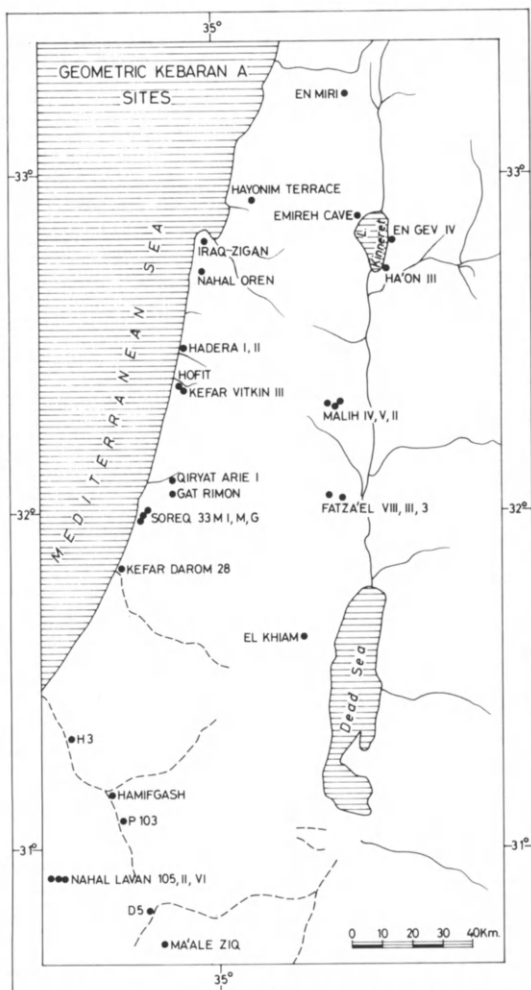 35°
GEOMETRIC KEBARAN A
SITES
EN MIRI
33°
33°
HAYONIM TERRACE
EMIREH CAVE
EN GEV IV
L. Kinneret
IRAQ ZIGAN
HA'ON III
NAHAL OREN
MEDITERRANEAN SEA
HADERA I, II
HOFIT
KEFAR VITKIN III
MALIH IV, V, II
QIRYAT ARIE I
GAT RIMON
FATZA'EL VIII, III, 3
32°
32°
SOREQ 33 M I, M, G
KEFAR DAROM 28
EL KHIAM
Dead Sea
H3
HAMIFGASH
P 103
31°
31°
NAHAL LAVAN 105, II, VI
D5
MA'ALE ZIQ
0 10 20 30 40Km.
35°